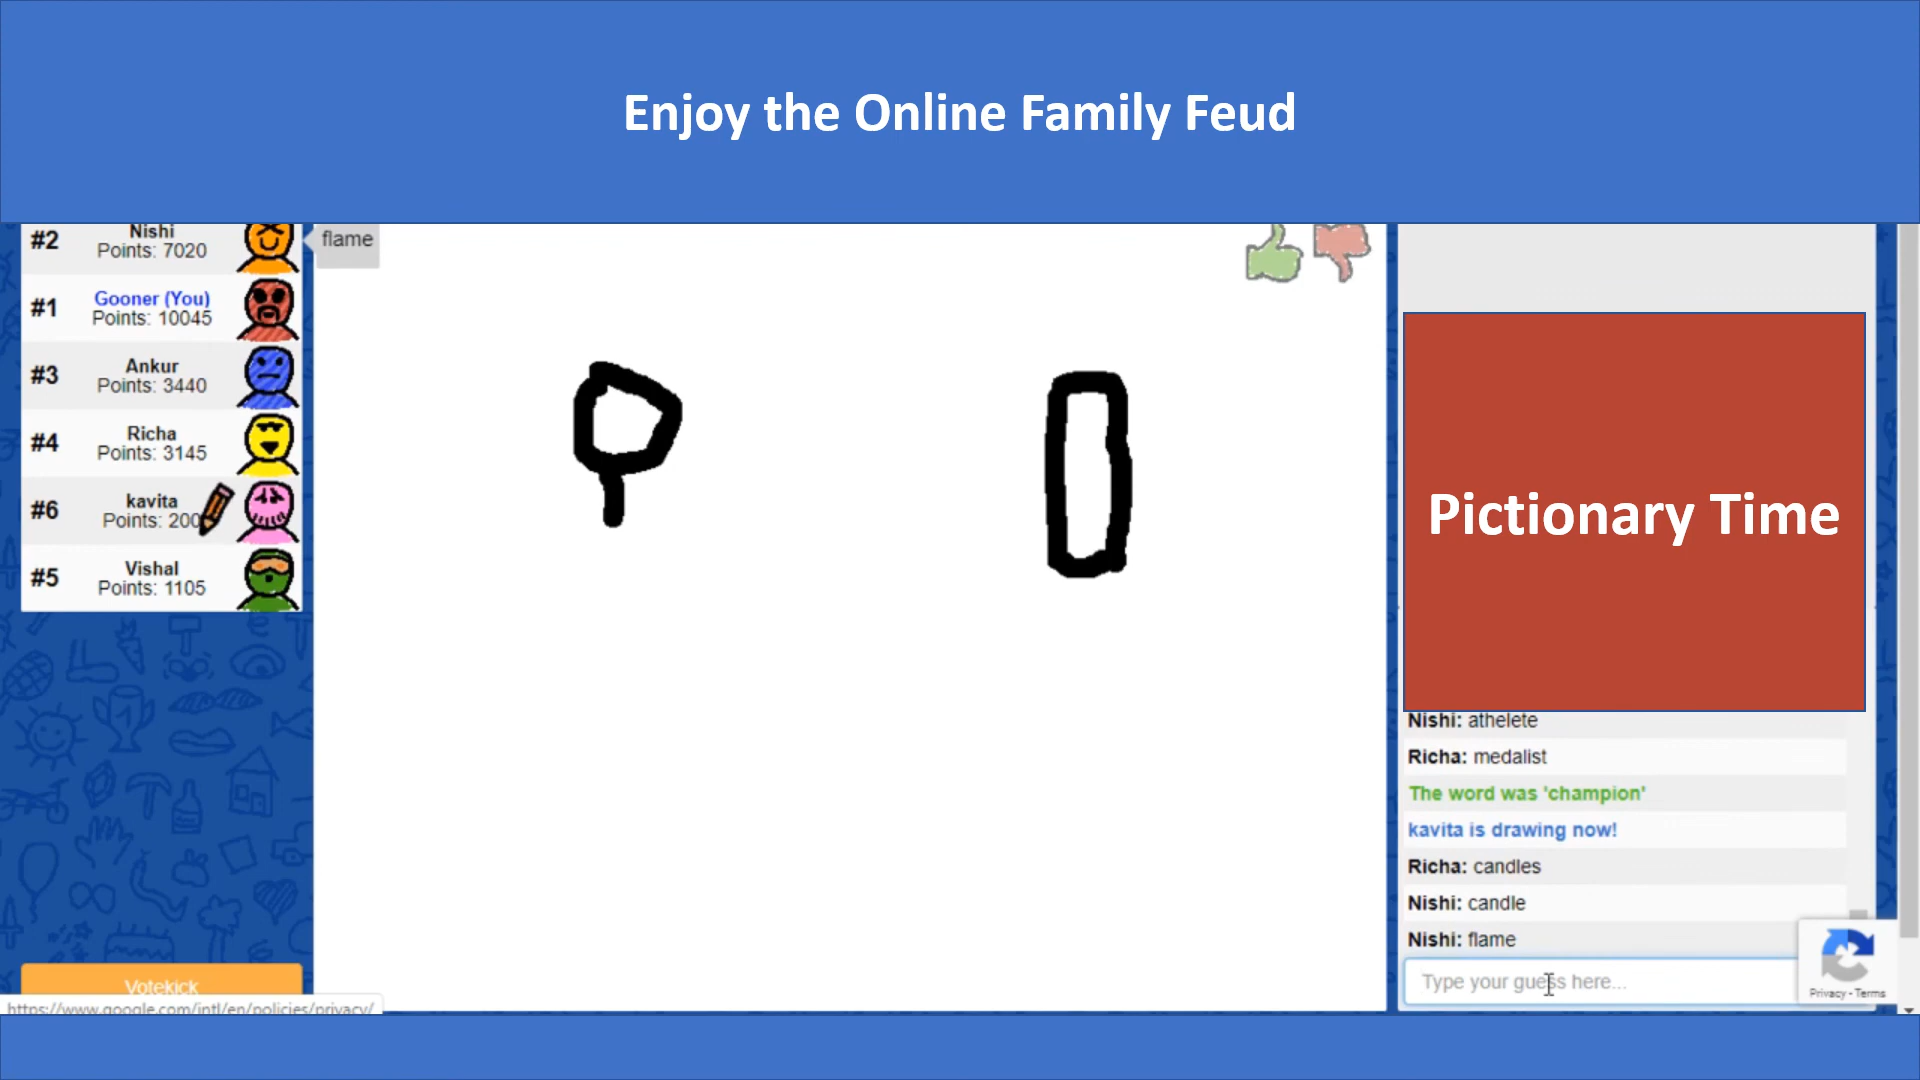 Enjoy the Online Family Feud
#2 Nishi
Points: 7020
flame
#1 Gooner (You)
Points: 10045
#3 Ankur
Points: 3440
#4 Richa
Points: 3145
#6 kavita
Points: 200
#5 Vishal
Points: 1105
Pictionary Time
Nishi: athelete
Richa: medalist
The word was 'champion'
kavita is drawing now!
Richa: candles
Nishi: candle
Nishi: flame
Type your guess here...
Privacy - Terms
Votekick
https://www.google.com/intl/en/policies/privacy/